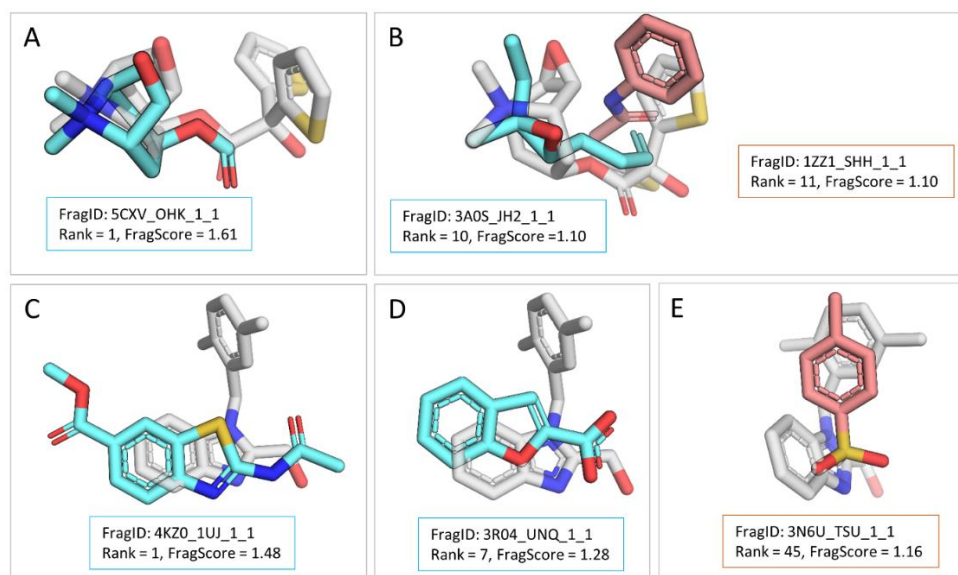 A
FragID: 5CXV_OHK_1_1
Rank = 1, FragScore = 1.61
B
FragID: 1ZZ1_SHH_1_1
Rank = 11, FragScore = 1.10
FragID: 3A0S_JH2_1_1
Rank = 10, FragScore =1.10
C
FragID: 4KZ0_1UJ_1_1
Rank = 1, FragScore = 1.48
D
FragID: 3R04_UNQ_1_1
Rank = 7, FragScore = 1.28
E
FragID: 3N6U_TSU_1_1
Rank = 45, FragScore = 1.16